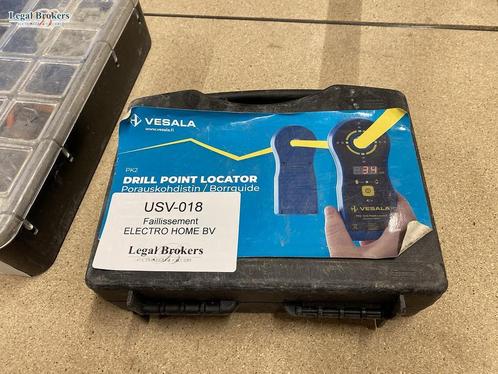 Legal Brokers
VESALA
www.vesala.fi
PK2
DRILL POINT LOCATOR
Porauskohdistin / Borrguide
USV-018
Faillissement
ELECTRO HOME BV
Legal Brokers
34
VESALA